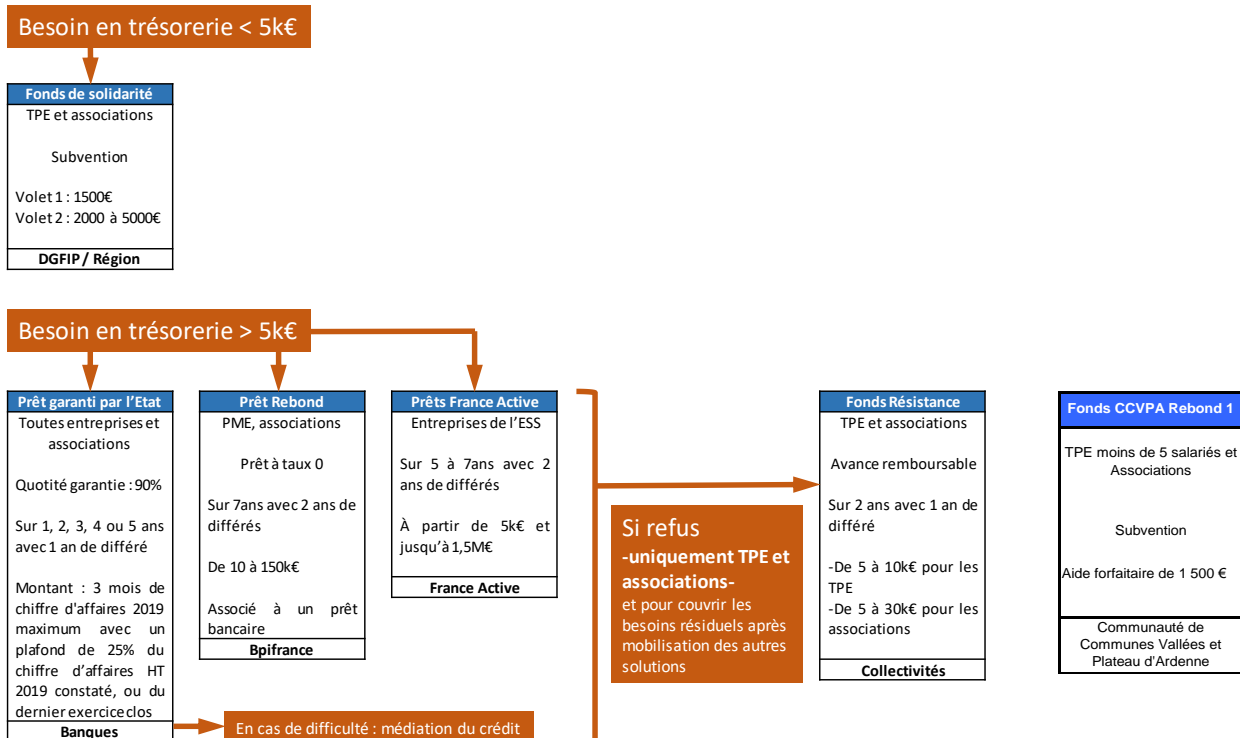 Besoin en trésorerie < 5k€
Fonds de solidarité
TPE et associations
Subvention
Volet 1 : 1500€
Volet 2 : 2000 à 5000€
DGFIP / Région
Besoin en trésorerie > 5k€
Prêt garanti par l'Etat
Toutes entreprises et
associations
Quotité garantie : 90%
Sur 1, 2, 3, 4 ou 5 ans
avec 1 an de différé
Montant : 3 mois de
chiffre d'affaires 2019
maximum avec un
plafond de 25% du
chiffre d'affaires HT
2019 constaté, ou du
dernier exercice clos
Banques
Prêt Rebond
PME, associations
Prêt à taux 0
Sur 7ans avec 2 ans de
différés
De 10 à 150k€
Associé à un prêt
bancaire
Bpifrance
Prêts France Active
Entreprises de l'ESS
Sur 5 à 7ans avec 2
ans de différés
À partir de 5k€ et
jusqu'à 1,5M€
France Active
En cas de difficulté : médiation du crédit
Si refus
-uniquement TPE et
associations-
et pour couvrir les
besoins résiduels après
mobilisation des autres
solutions
Fonds Résistance
TPE et associations
Avance remboursable
Sur 2 ans avec 1 an de
différé
-De 5 à 10k€ pour les
TPE
-De 5 à 30k€ pour les
associations
Collectivités
Fonds CCVPA Rebond 1
TPE moins de 5 salariés et
Associations
Subvention
Aide forfaitaire de 1 500 €
Communauté de
Communes Vallées et
Plateau d'Ardenne